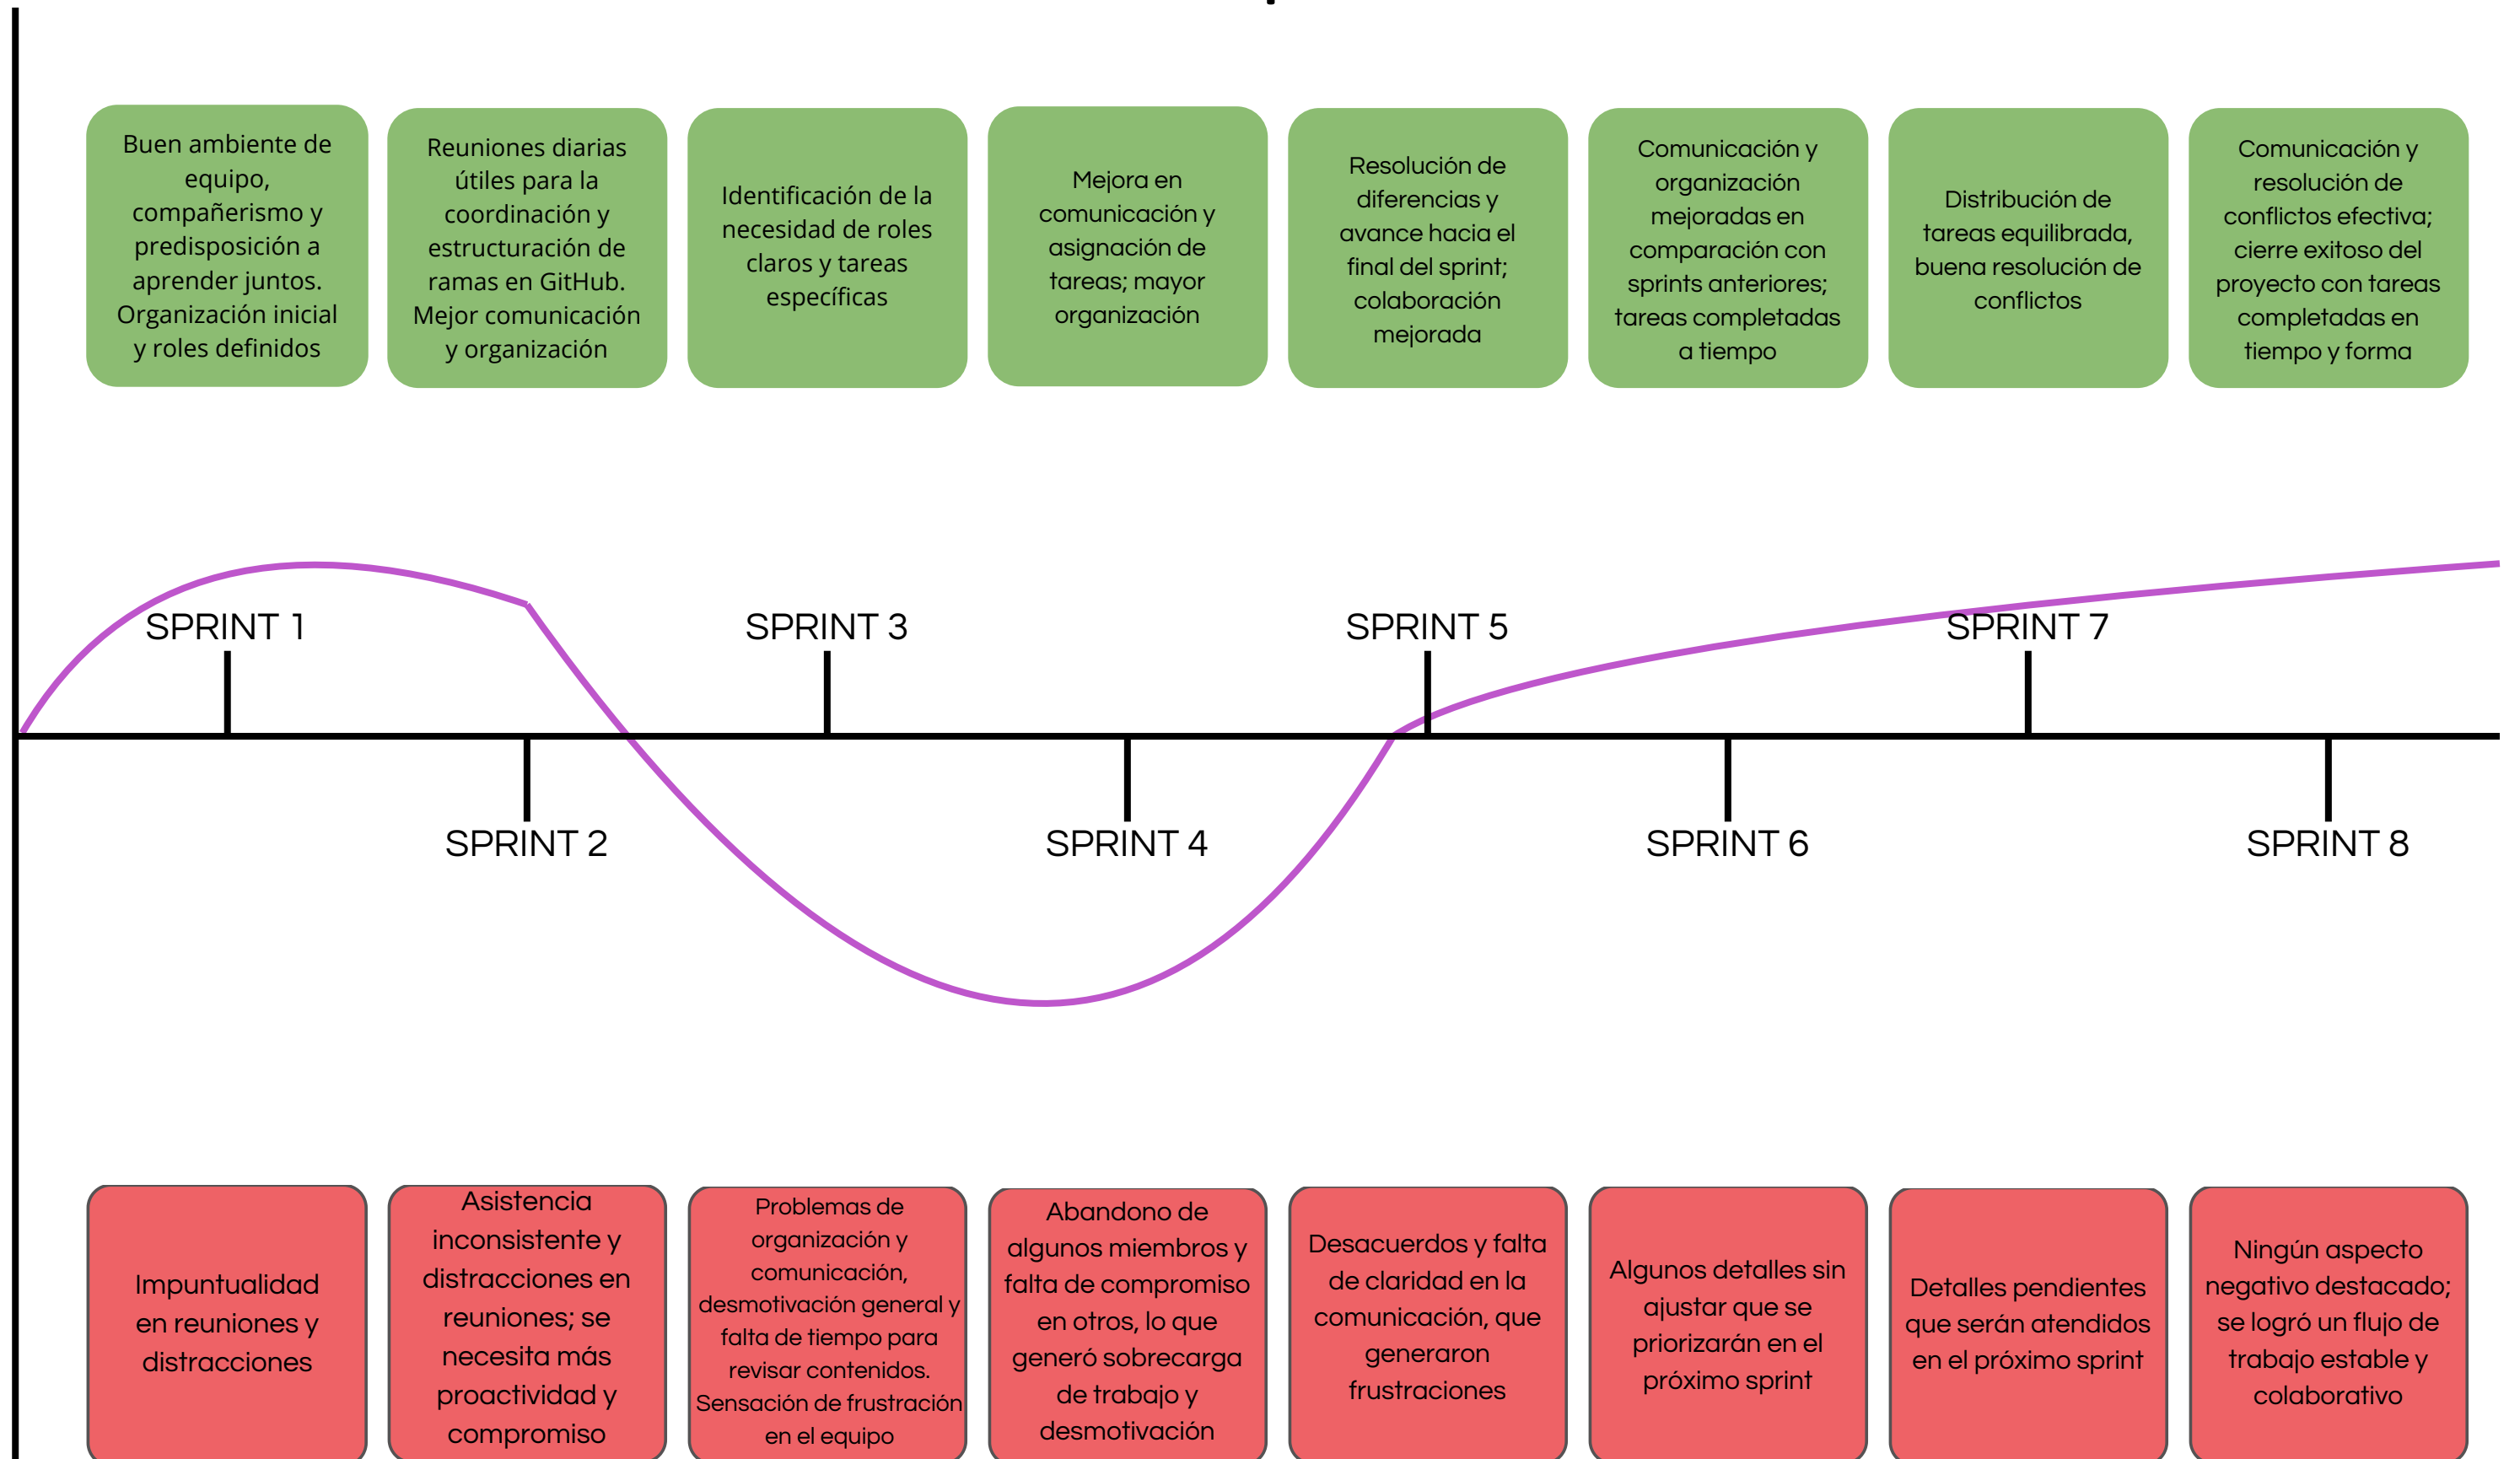 Buen ambiente de
equipo,
compañerismo y
predisposición a
aprender juntos.
Organización inicial
y roles definidos
Reuniones diarias
útiles para la
coordinación y
estructuración de
ramas en GitHub.
Mejor comunicación
y organización
Identificación de la
necesidad de roles
claros y tareas
específicas
Mejora en
comunicación y
asignación de
tareas; mayor
organización
Resolución de
diferencias y
avance hacia el
final del sprint;
colaboración
mejorada
Comunicación y
organización
mejoradas en
comparación con
sprints anteriores;
tareas completadas
a tiempo
Distribución de
tareas equilibrada,
buena resolución de
conflictos
Comunicación y
resolución de
conflictos efectiva;
cierre exitoso del
proyecto con tareas
completadas en
tiempo y forma
SPRINT 1
SPRINT 2
SPRINT 3
SPRINT 4
SPRINT 5
SPRINT 6
SPRINT 7
SPRINT 8
Impuntualidad
en reuniones y
distracciones
Asistencia
inconsistente y
distracciones en
reuniones; se
necesita más
proactividad y
compromiso
Problemas de
organización y
comunicación,
desmotivación general y
falta de tiempo para
revisar contenidos.
Sensación de frustración
en el equipo
Abandono de
algunos miembros y
falta de compromiso
en otros, lo que
generó sobrecarga
de trabajo y
desmotivación
Desacuerdos y falta
de claridad en la
comunicación, que
generaron
frustraciones
Algunos detalles sin
ajustar que se
priorizarán en el
próximo sprint
Detalles pendientes
que serán atendidos
en el próximo sprint
Ningún aspecto
negativo destacado;
se logró un flujo de
trabajo estable y
colaborativo